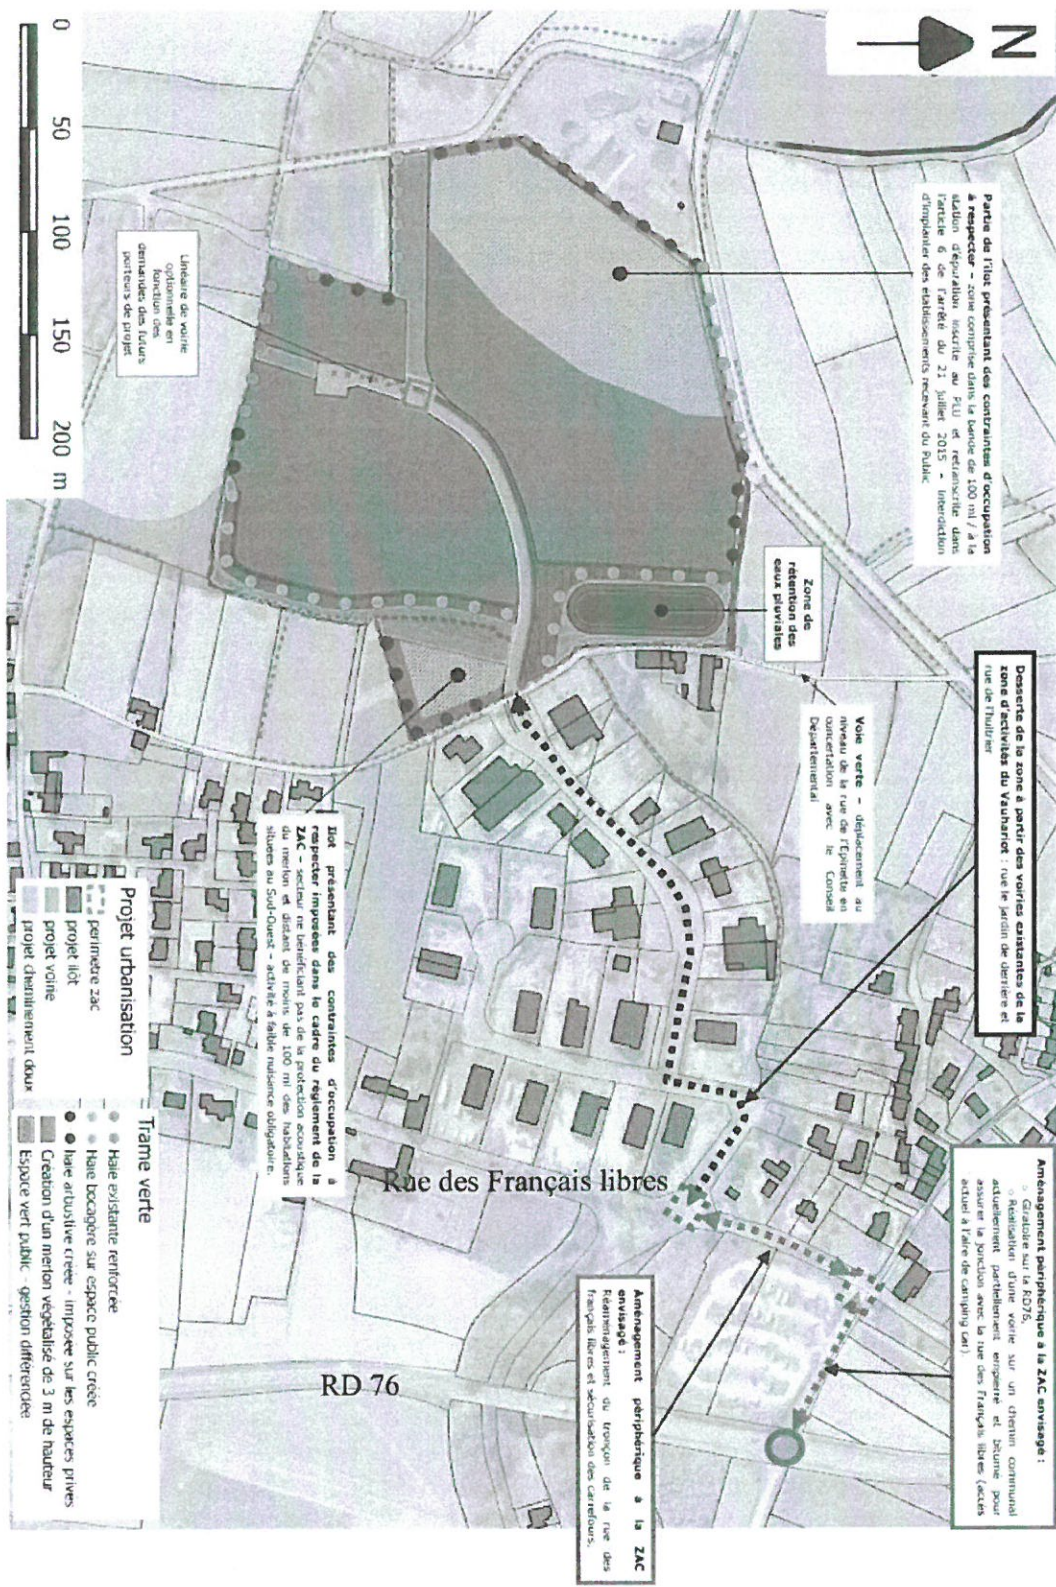 N
Partie de l'îlot présentant des contraintes d'occupation
à respecter – zone comprise dans la bande de 100 ml / à la
station d'épuration inscrite au PLU et retranscrite dans
l'article 6 de l'arrêté du 21 juillet 2015 – Interdiction
d'implanter des établissements recevant du Public
Desserte de la zone à partir des voiries existantes de la
zone d'activités du Vauhariot : rue le jardin de derrière et
rue de l'huitrier
Aménagement périphérique à la ZAC envisagé :
- Giratoire sur la RD76,
- Réalisation d'une voirie sur un chemin communal
actuellement partiellement empierré et bitumé pour
assurer la jonction avec la rue des Français libres (accès
actuel à l'aire de camping car)
Zone de
rétention des
eaux pluviales
Voie verte – déplacement au
niveau de la rue de l'Epinette en
concertation avec le Conseil
Départemental
Linéaire de voirie
optionnelle en
fonction des
demandes des futurs
porteurs de projet
Ilot présentant des contraintes d'occupation à
respecter imposées dans le cadre du règlement de la
ZAC – secteur ne bénéficiant pas de la protection acoustique
du merlon et distant de moins de 100 ml des habitations
situées au Sud-Ouest – activité à faible nuisance obligatoire.
Rue des Français libres
Aménagement périphérique à la ZAC
envisagé :
Réaménagement du tronçon de la rue des
français libres et sécurisation des carrefours.
RD 76
0 50 100 150 200 m
Projet urbanisation
périmètre zac
projet ilôt
projet voirie
projet cheminement doux
Trame verte
Haie existante renforcée
Haie bocagère sur espace public créée
haie arbustive créée - imposée sur les espaces privés
Création d'un merlon végétalisé de 3 m de hauteur
Espace vert public - gestion différenciée